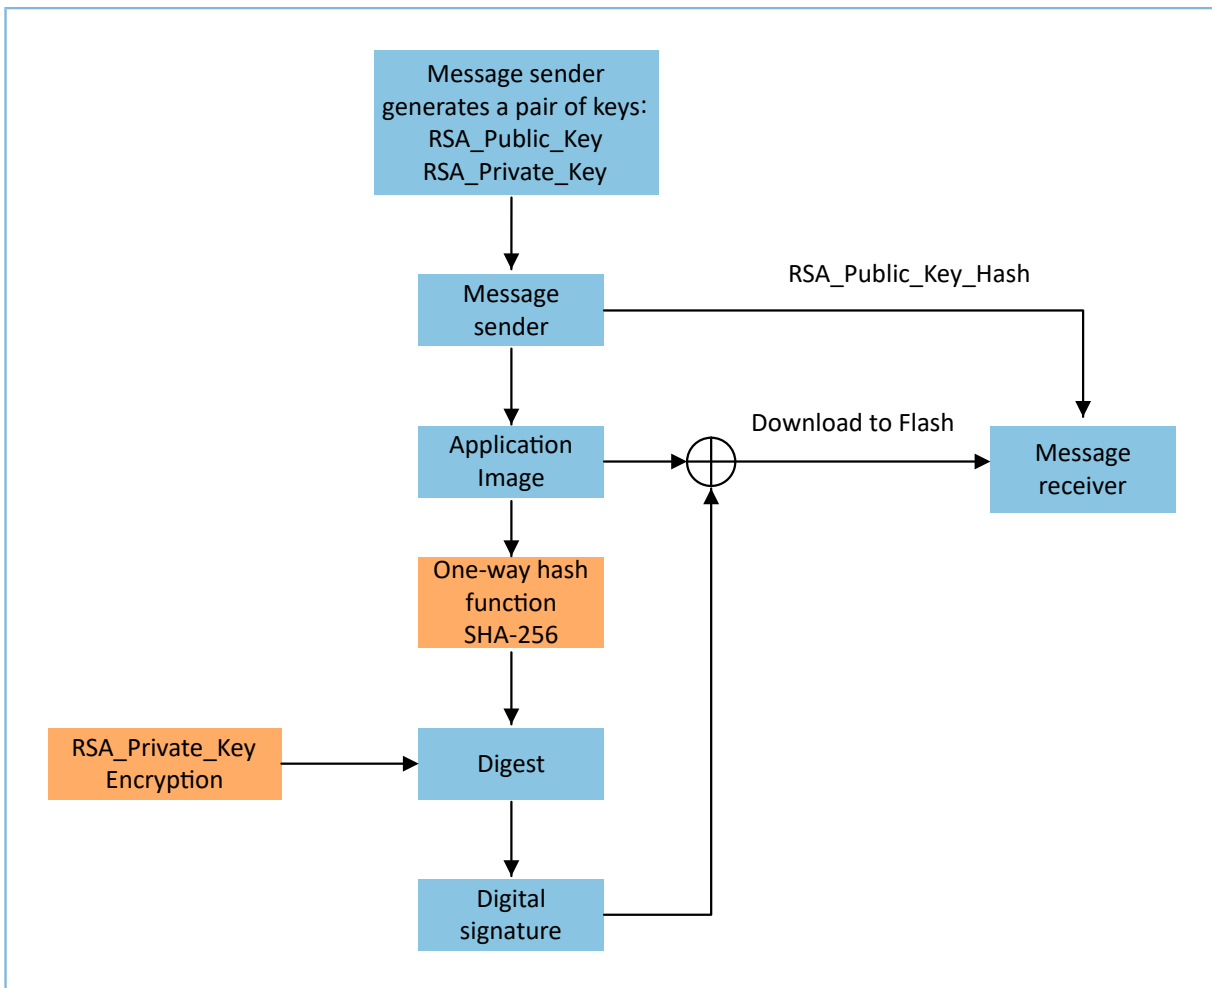 Message sender
generates a pair of keys:
RSA_Public_Key
RSA_Private_Key
Message
sender
RSA_Public_Key_Hash
Application
Image
Download to Flash
Message
receiver
One-way hash
function
SHA-256
RSA_Private_Key
Encryption
Digest
Digital
signature